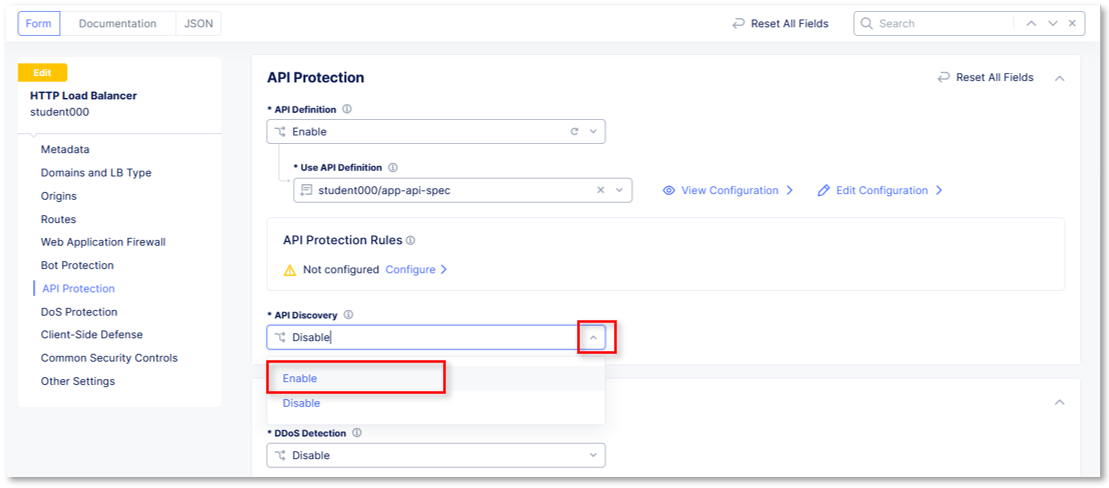 Form Documentation JSON Reset All Fields Search
Edit
HTTP Load Balancer
student000
Metadata
Domains and LB Type
Origins
Routes
Web Application Firewall
Bot Protection
API Protection
DoS Protection
Client-Side Defense
Common Security Controls
Other Settings
API Protection Reset All Fields
* API Definition
Enable
* Use API Definition
student000/app-api-spec View Configuration Edit Configuration
API Protection Rules
Not configured Configure
* API Discovery
Disable
Enable
Disable
* DDoS Detection
Disable